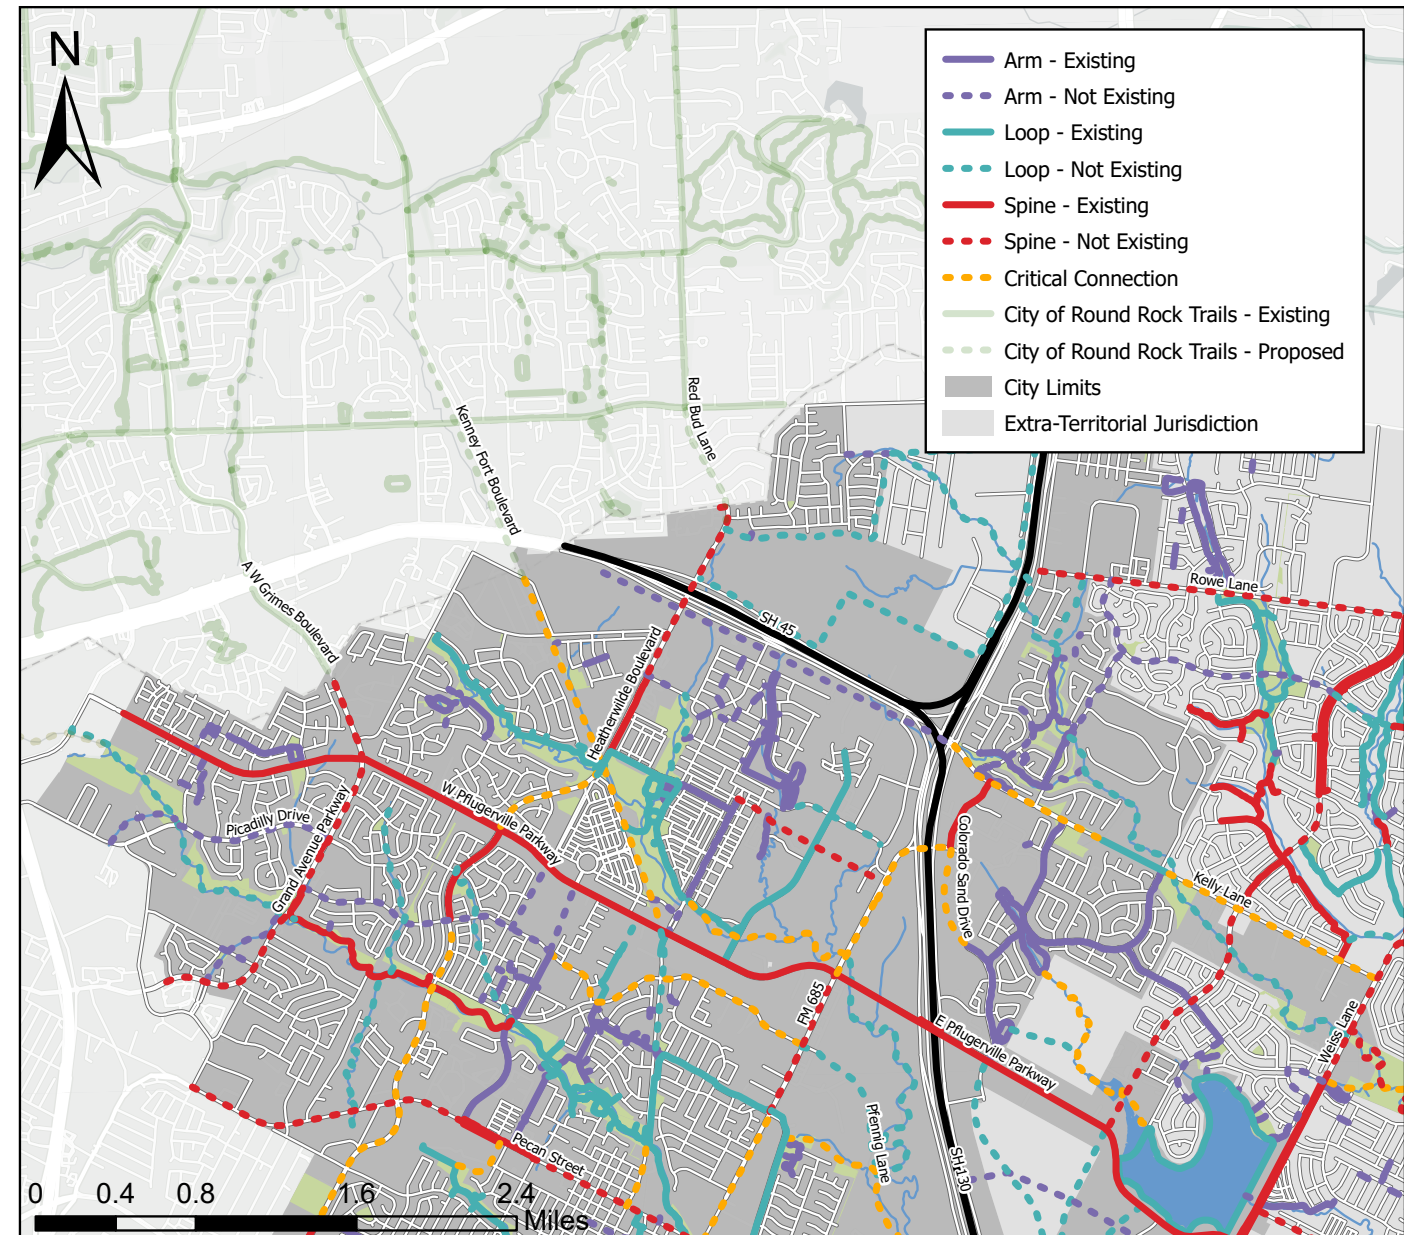 N
Arm - Existing
Arm - Not Existing
Loop - Existing
Loop - Not Existing
Spine - Existing
Spine - Not Existing
Critical Connection
City of Round Rock Trails - Existing
City of Round Rock Trails - Proposed
City Limits
Extra-Territorial Jurisdiction
Red Bud Lane
Kenney Fort Boulevard
A W Grimes Boulevard
Rowe Lane
SH 45
Heatherwilde Boulevard
W Pflugerville Parkway
Picadilly Drive
Grand Avenue Parkway
Colorado Sand Drive
Kelly Lane
FM 685
E Pflugerville Parkway
Weiss Lane
Pfennig Lane
Pecan Street
SH 130
0 0.4 0.8 1.6 2.4
Miles